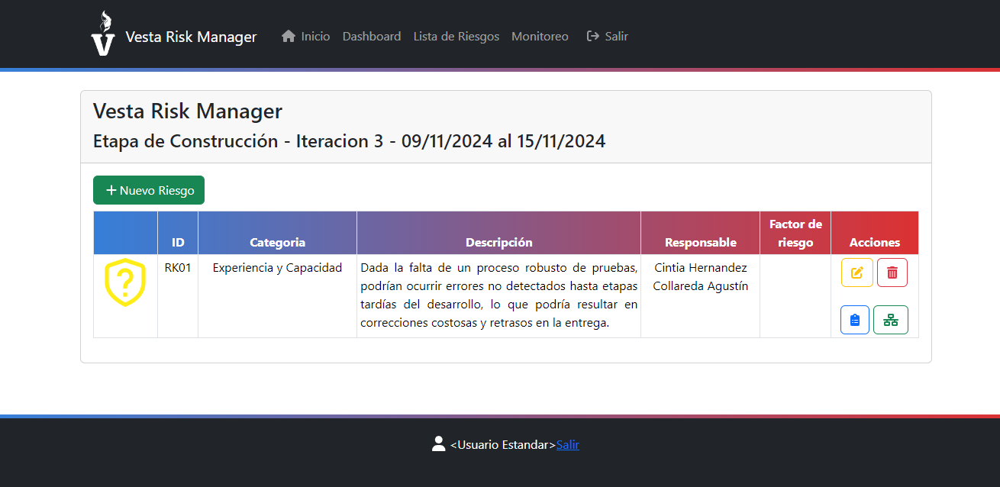 Vesta Risk Manager Inicio Dashboard Lista de Riesgos Monitoreo Salir
Vesta Risk Manager
Etapa de Construcción - Iteracion 3 - 09/11/2024 al 15/11/2024
+ Nuevo Riesgo
ID Categoria Descripción Responsable Factor de riesgo Acciones
RK01 Experiencia y Capacidad
Dada la falta de un proceso robusto de pruebas,
podrían ocurrir errores no detectados hasta etapas
tardías del desarrollo, lo que podría resultar en
correcciones costosas y retrasos en la entrega.
Cintia Hernandez
Collareda Agustín
<Usuario Estandar>Salir